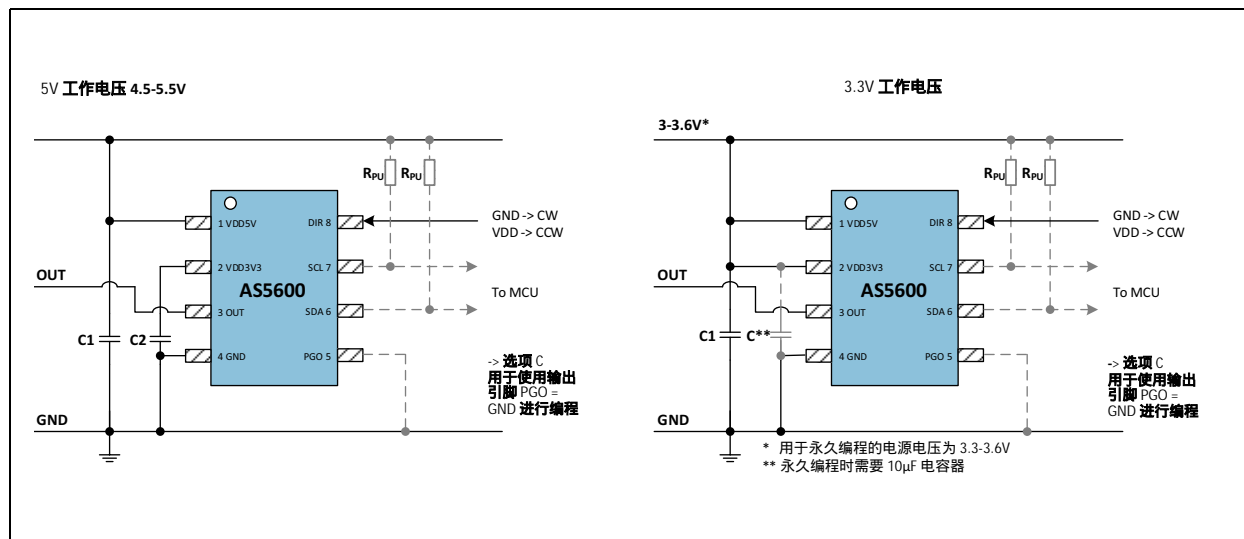 5V 工作电压 4.5-5.5V
RPU RPU
1 VDD5V
DIR 8
GND -> CW
VDD -> CCW
2 VDD3V3
SCL 7
OUT
AS5600
To MCU
3 OUT
SDA 6
C1
C2
4 GND
PGO 5
-> 选项 C
用于使用输出
引脚 PGO =
GND 进行编程
GND
3.3V 工作电压
3-3.6V*
RPU RPU
1 VDD5V
DIR 8
GND -> CW
VDD -> CCW
2 VDD3V3
SCL 7
OUT
AS5600
To MCU
3 OUT
SDA 6
C1
C**
4 GND
PGO 5
-> 选项 C
用于使用输出
引脚 PGO =
GND 进行编程
GND
* 用于永久编程的电源电压为 3.3-3.6V
** 永久编程时需要 10μF 电容器